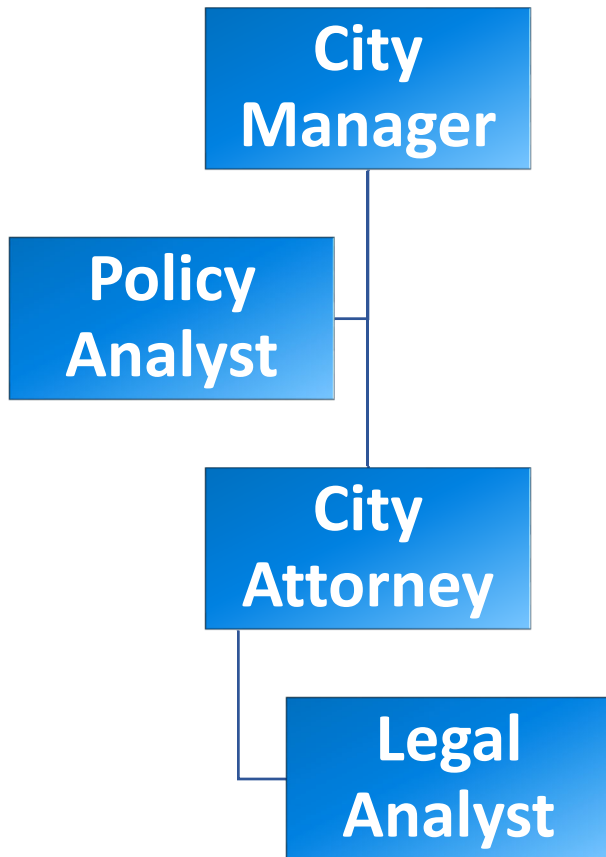 City
Manager
Policy
Analyst
City
Attorney
Legal
Analyst